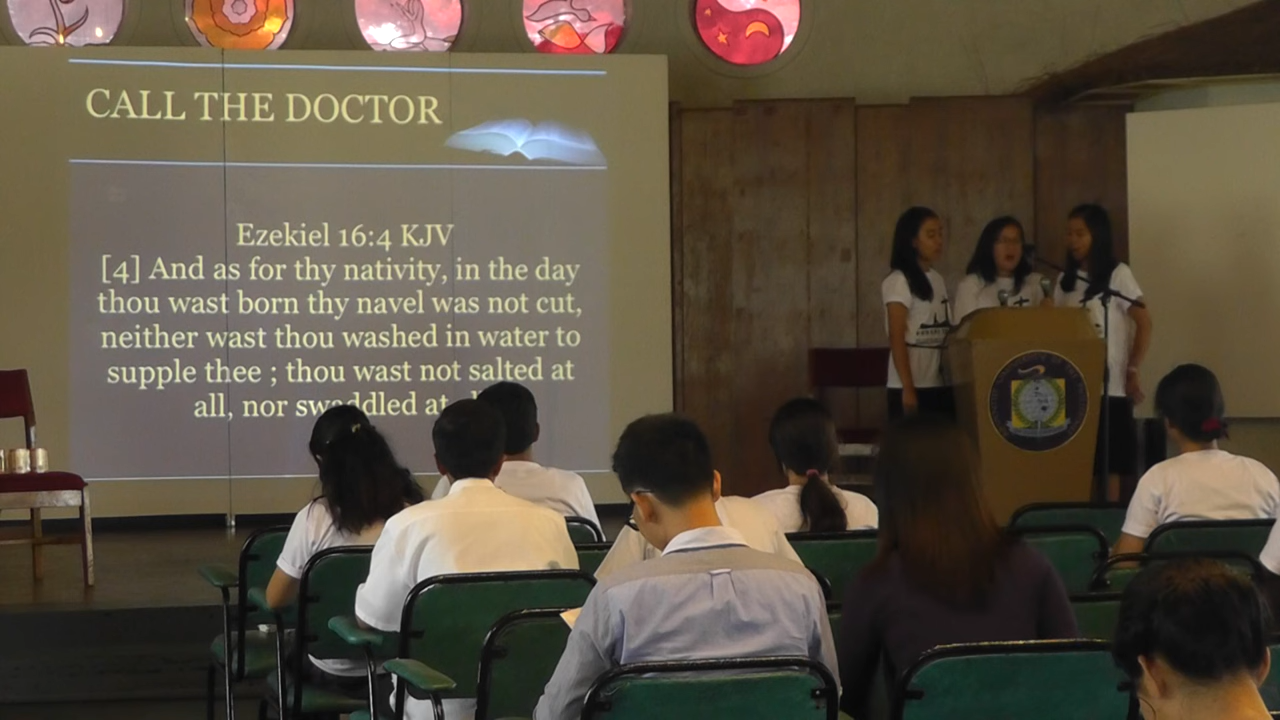 CALL THE DOCTOR
Ezekiel 16:4 KJV
[4] And as for thy nativity, in the day
thou wast born thy navel was not cut,
neither wast thou washed in water to
supple thee ; thou wast not salted at
all, nor swaddled at